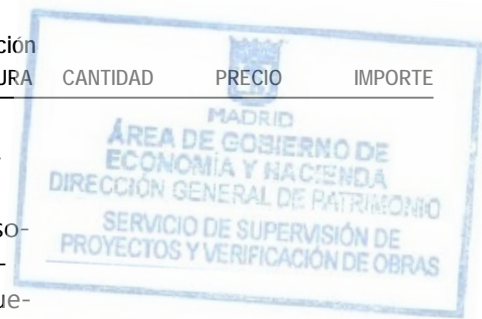 ción
URA CANTIDAD PRECIO IMPORTE
MADRID
ÁREA DE GOBIERNO DE
ECONOMÍA Y HACIENDA
DIRECCIÓN GENERAL DE PATRIMONIO
so-
SERVICIO DE SUPERVISIÓN DE
PROYECTOS Y VERIFICACIÓN DE OBRAS
ue-